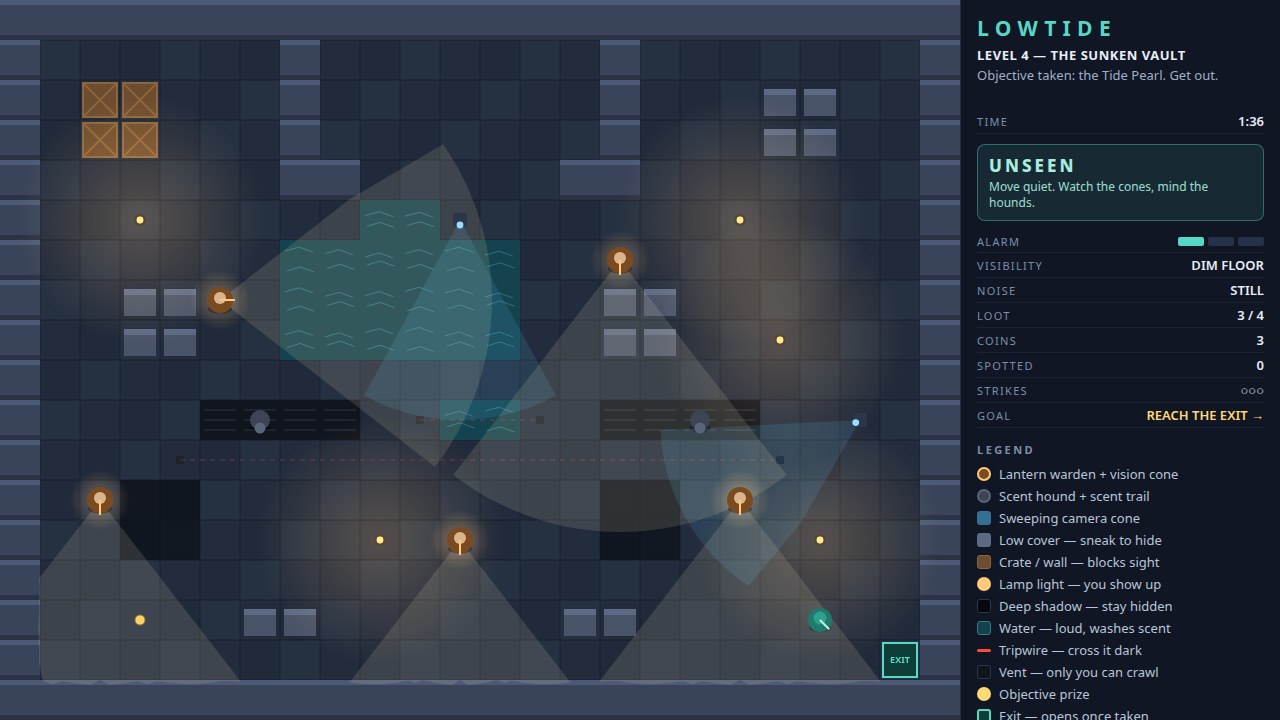 LOWTIDE
LEVEL 4 — THE SUNKEN VAULT
Objective taken: the Tide Pearl. Get out.
TIME 1:36
UNSEEN
Move quiet. Watch the cones, mind the
hounds.
ALARM
VISIBILITY DIM FLOOR
NOISE STILL
LOOT 3 / 4
COINS 3
SPOTTED 0
STRIKES ○○○
GOAL REACH THE EXIT →
LEGEND
Lantern warden + vision cone
Scent hound + scent trail
Sweeping camera cone
Low cover — sneak to hide
Crate / wall — blocks sight
Lamp light — you show up
Deep shadow — stay hidden
Water — loud, washes scent
Tripwire — cross it dark
Vent — only you can crawl
Objective prize
Exit — opens once taken
EXIT